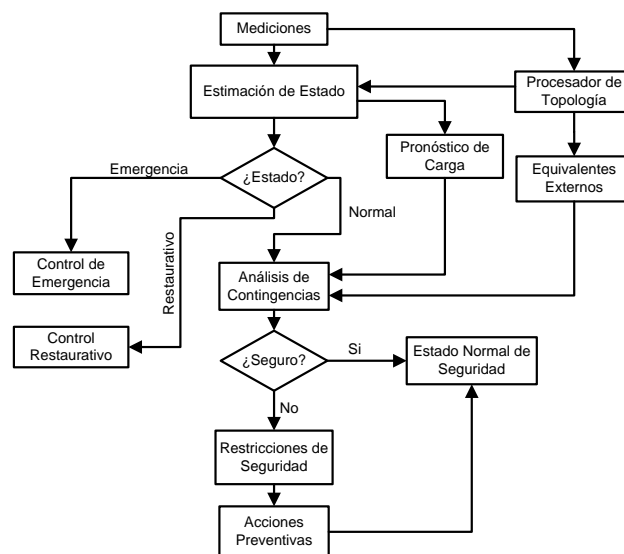 Mediciones
Estimación de Estado
Procesador de
Topología
Pronóstico de
Carga
Equivalentes
Externos
¿Estado?
Emergencia
Normal
Restaurativo
Control de
Emergencia
Análisis de
Contingencias
Control
Restaurativo
¿Seguro?
Si
Estado Normal de
Seguridad
No
Restricciones de
Seguridad
Acciones
Preventivas